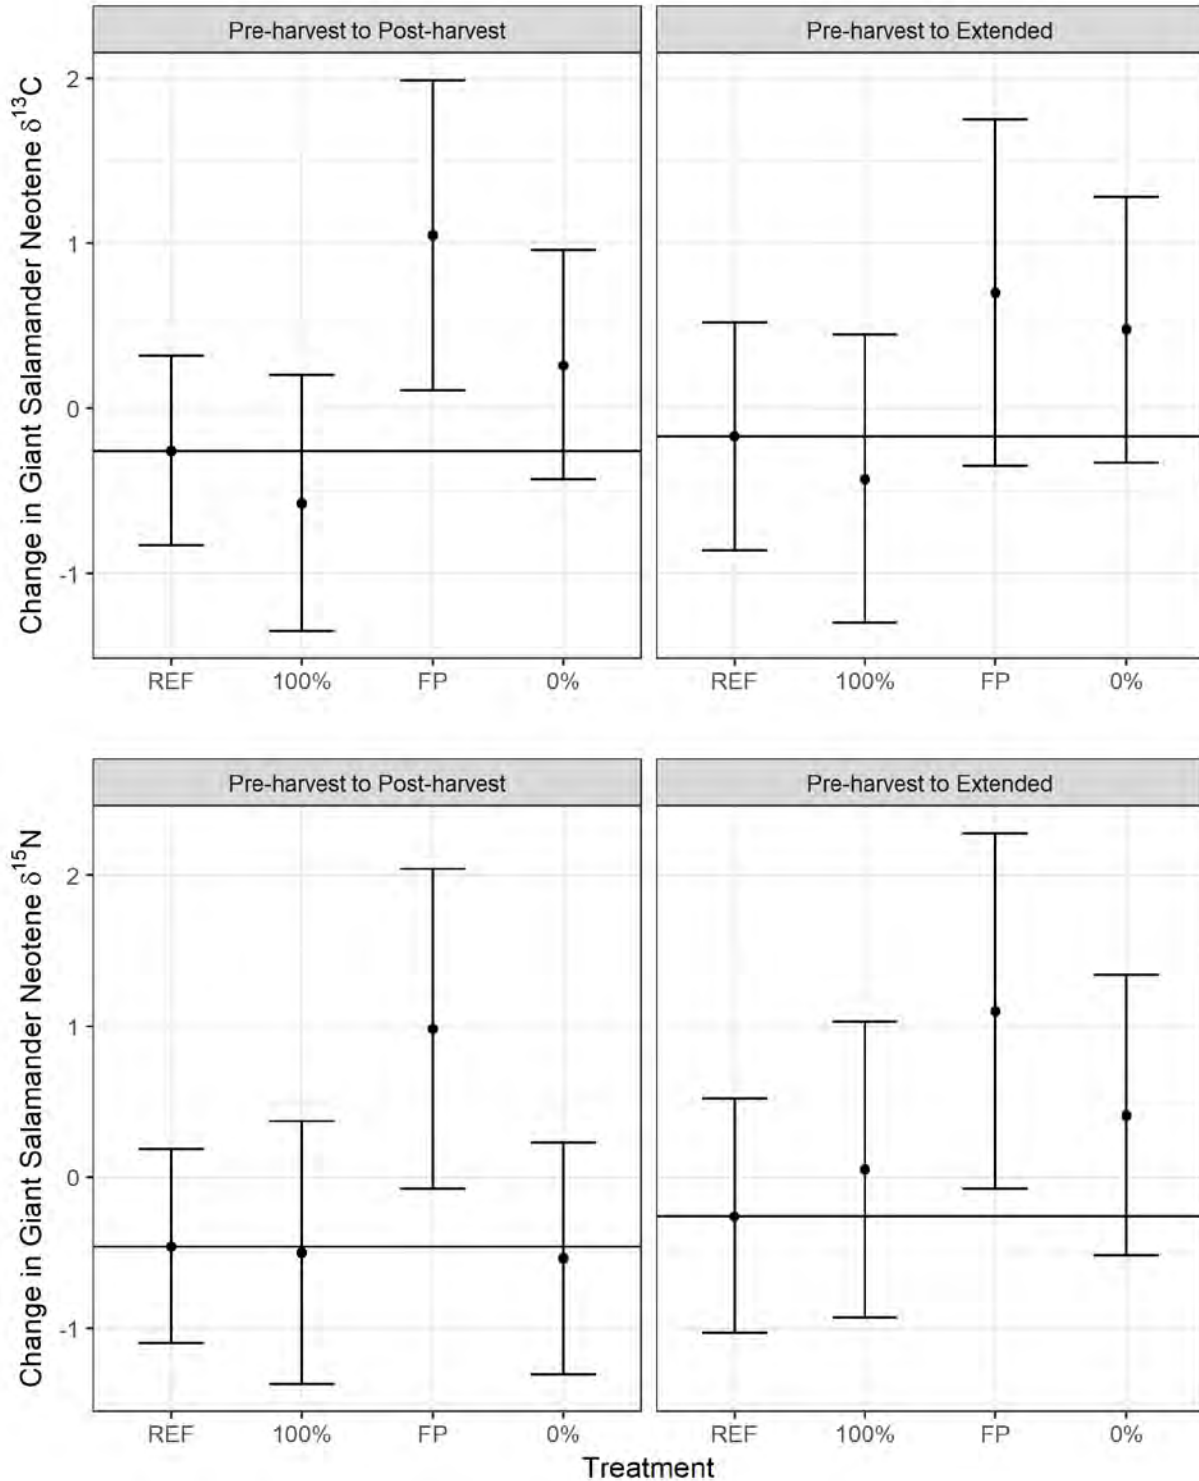 Pre-harvest to Post-harvest
Pre-harvest to Extended
Change in Giant Salamander Neotene δ¹³C
2
1
0
-1
REF 100% FP 0%
REF 100% FP 0%
Pre-harvest to Post-harvest
Pre-harvest to Extended
Change in Giant Salamander Neotene δ¹⁵N
2
1
0
-1
REF 100% FP 0%
REF 100% FP 0%
Treatment